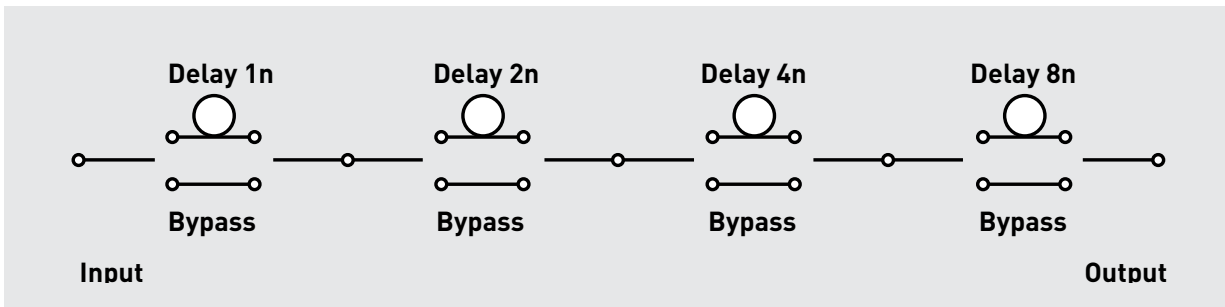 Delay 1n Delay 2n Delay 4n Delay 8n
Bypass Bypass Bypass Bypass
Input Output